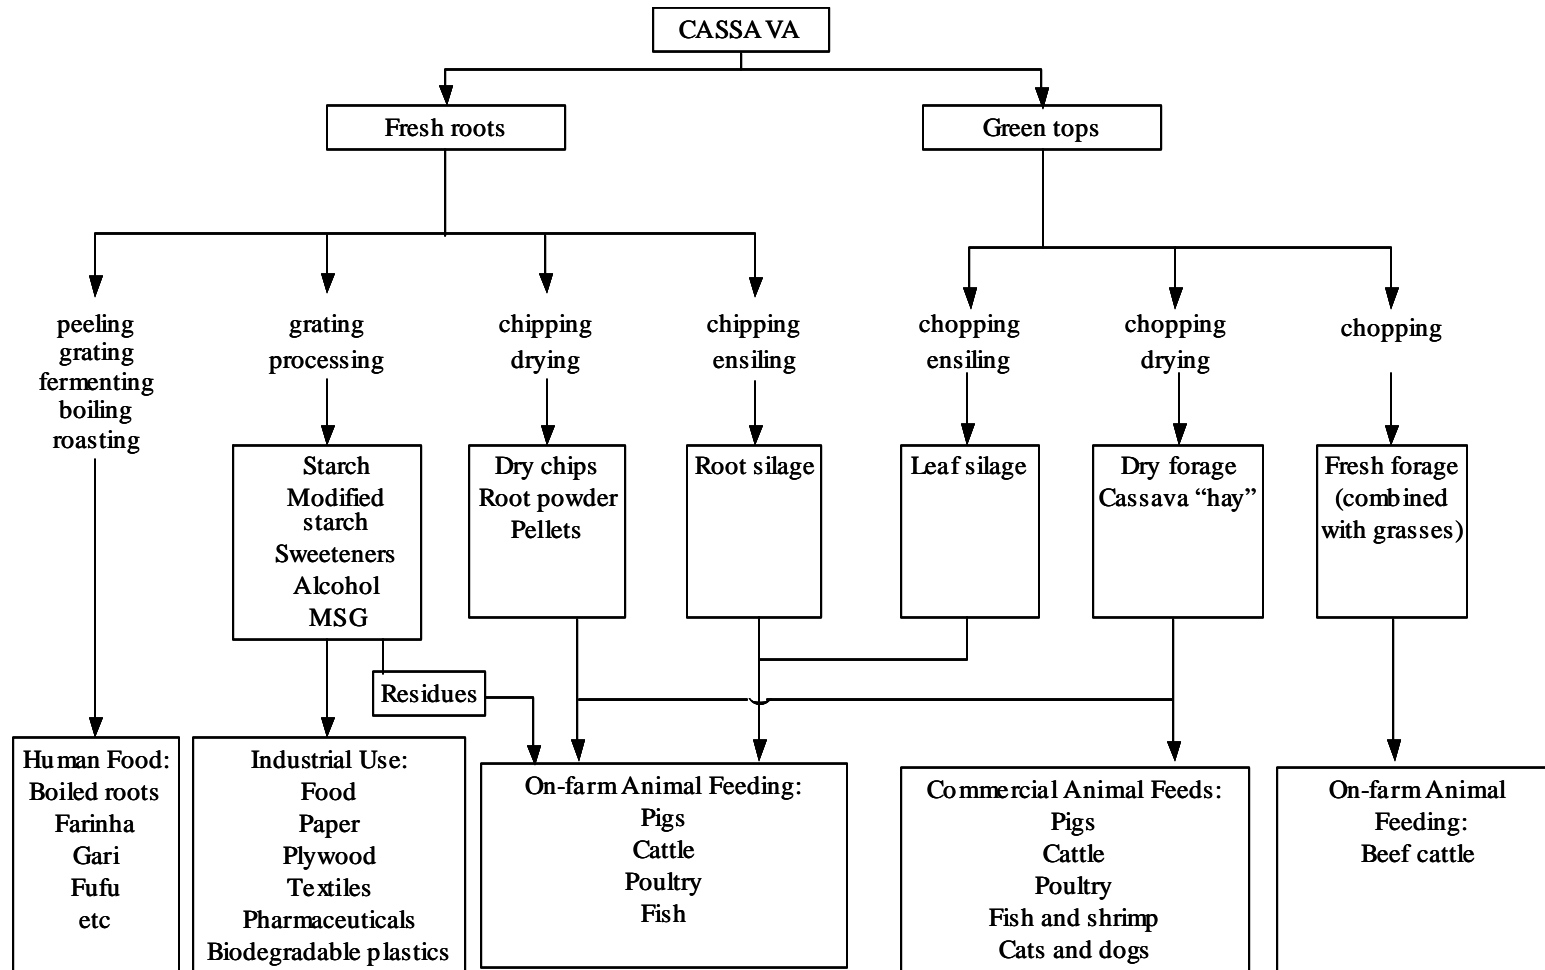 CASSAVA
Fresh roots
Green tops
peeling
grating
fermenting
boiling
roasting
grating
processing
chipping
drying
chipping
ensiling
chopping
ensiling
chopping
drying
chopping
Starch
Modified
starch
Sweeteners
Alcohol
MSG
Dry chips
Root powder
Pellets
Root silage
Leaf silage
Dry forage
Cassava “hay”
Fresh forage
(combined
with grasses)
Residues
Human Food:
Boiled roots
Farinha
Gari
Fufu
etc
Industrial Use:
Food
Paper
Plywood
Textiles
Pharmaceuticals
Biodegradable plastics
On-farm Animal Feeding:
Pigs
Cattle
Poultry
Fish
Commercial Animal Feeds:
Pigs
Cattle
Poultry
Fish and shrimp
Cats and dogs
On-farm Animal
Feeding:
Beef cattle